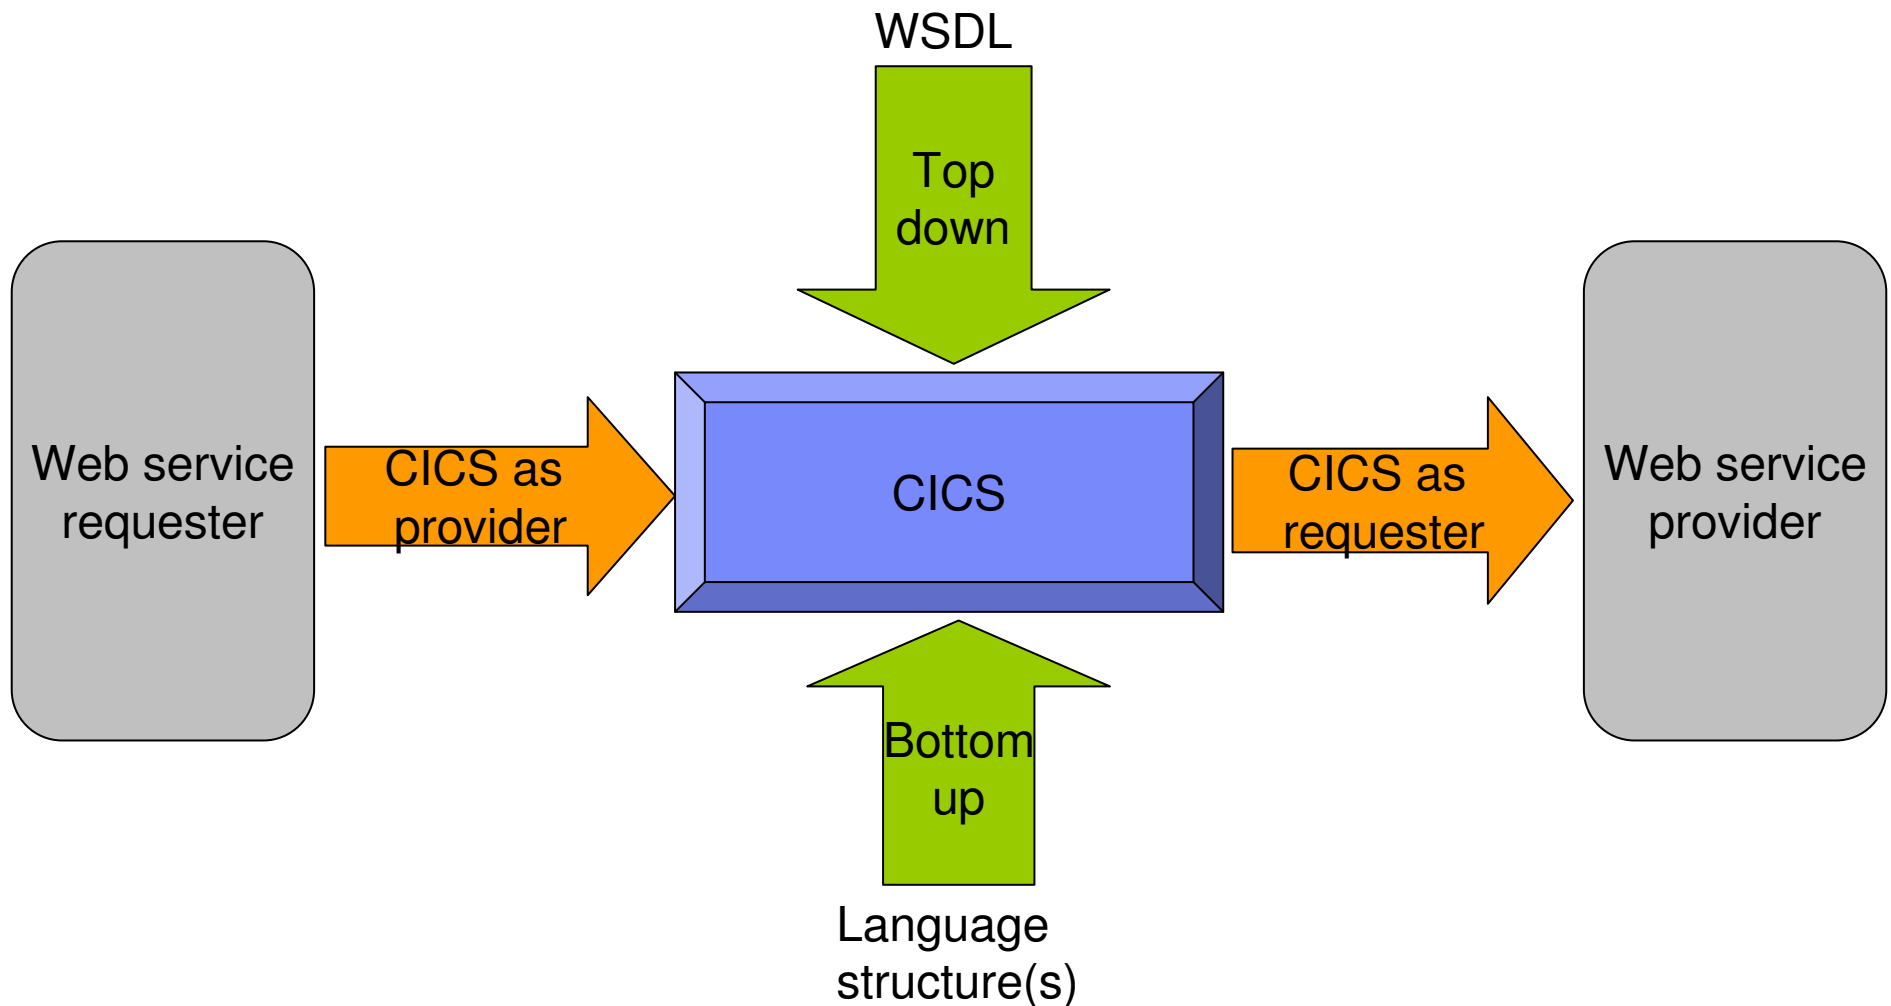 WSDL
Top
down
Web service
requester
CICS as
provider
CICS
CICS as
requester
Web service
provider
Bottom
up
Language
structure(s)